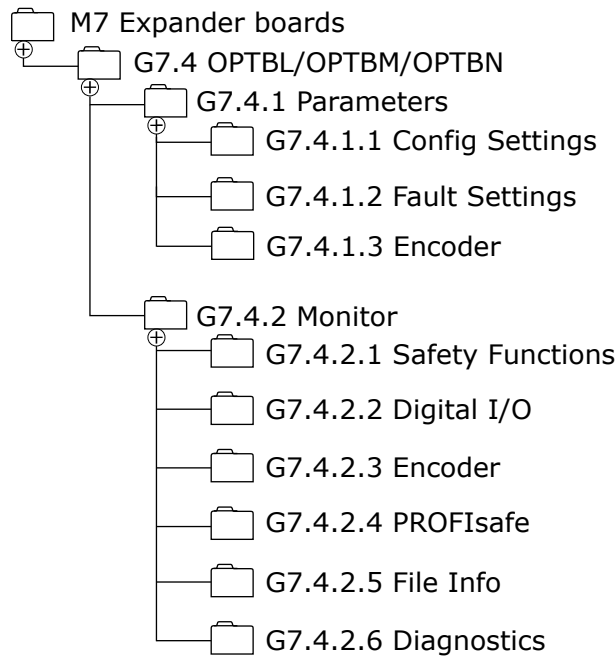 M7 Expander boards
G7.4 OPTBL/OPTBM/OPTBN
G7.4.1 Parameters
G7.4.1.1 Config Settings
G7.4.1.2 Fault Settings
G7.4.1.3 Encoder
G7.4.2 Monitor
G7.4.2.1 Safety Functions
G7.4.2.2 Digital I/O
G7.4.2.3 Encoder
G7.4.2.4 PROFIsafe
G7.4.2.5 File Info
G7.4.2.6 Diagnostics